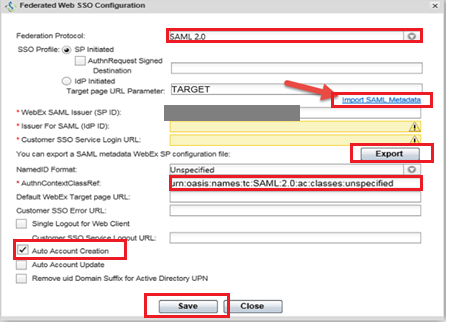 Federated Web SSO Configuration
Federation Protocol: SAML 2.0
SSO Profile: SP Initiated
AuthnRequest Signed
Destination
IdP Initiated
Target page URL Parameter: TARGET
Import SAML Metadata
* WebEx SAML Issuer (SP ID):
* Issuer For SAML (IdP ID):
* Customer SSO Service Login URL:
You can export a SAML metadata WebEx SP configuration file: Export
NamedID Format: Unspecified
* AuthnContextClassRef: urn:oasis:names:tc:SAML:2.0:ac:classes:unspecified
Default WebEx Target page URL:
Customer SSO Error URL:
Single Logout for Web Client
Customer SSO Service Logout URL:
Auto Account Creation
Auto Account Update
Remove uid Domain Suffix for Active Directory UPN
Save Close